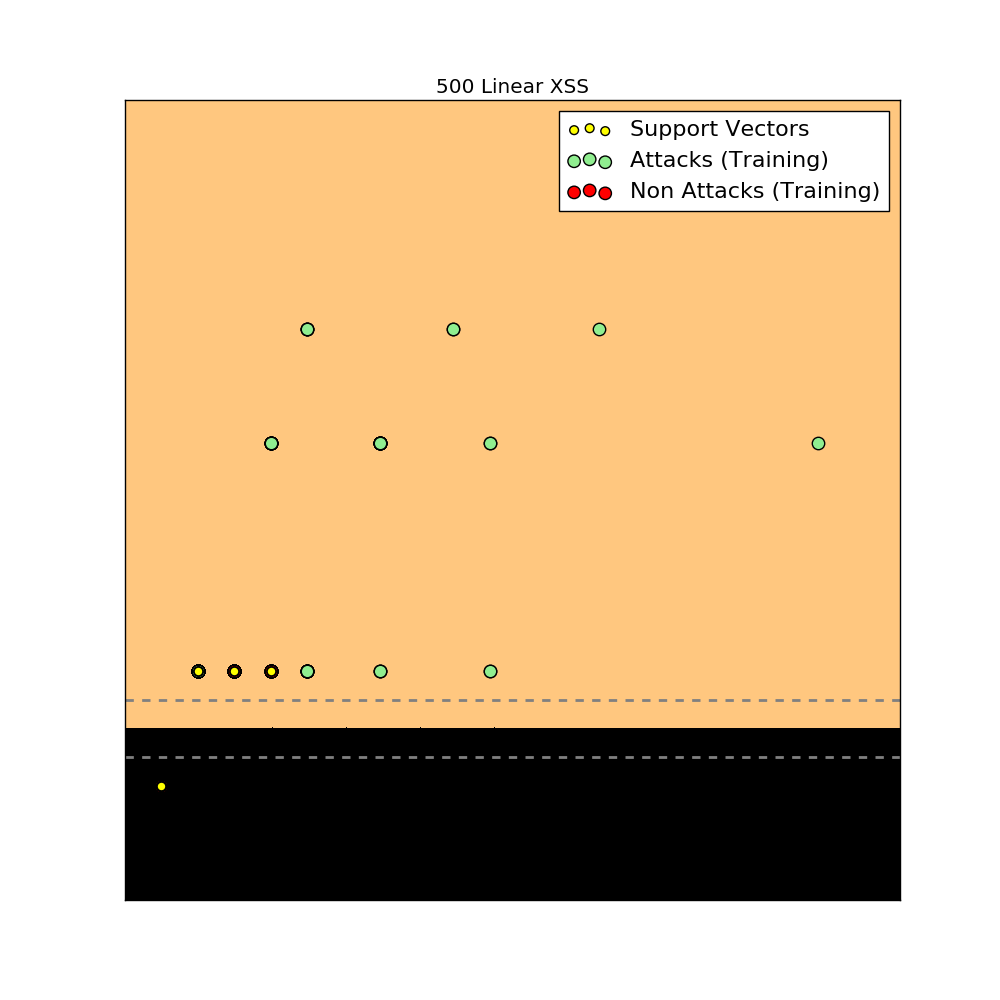 500 Linear XSS
Support Vectors
Attacks (Training)
Non Attacks (Training)